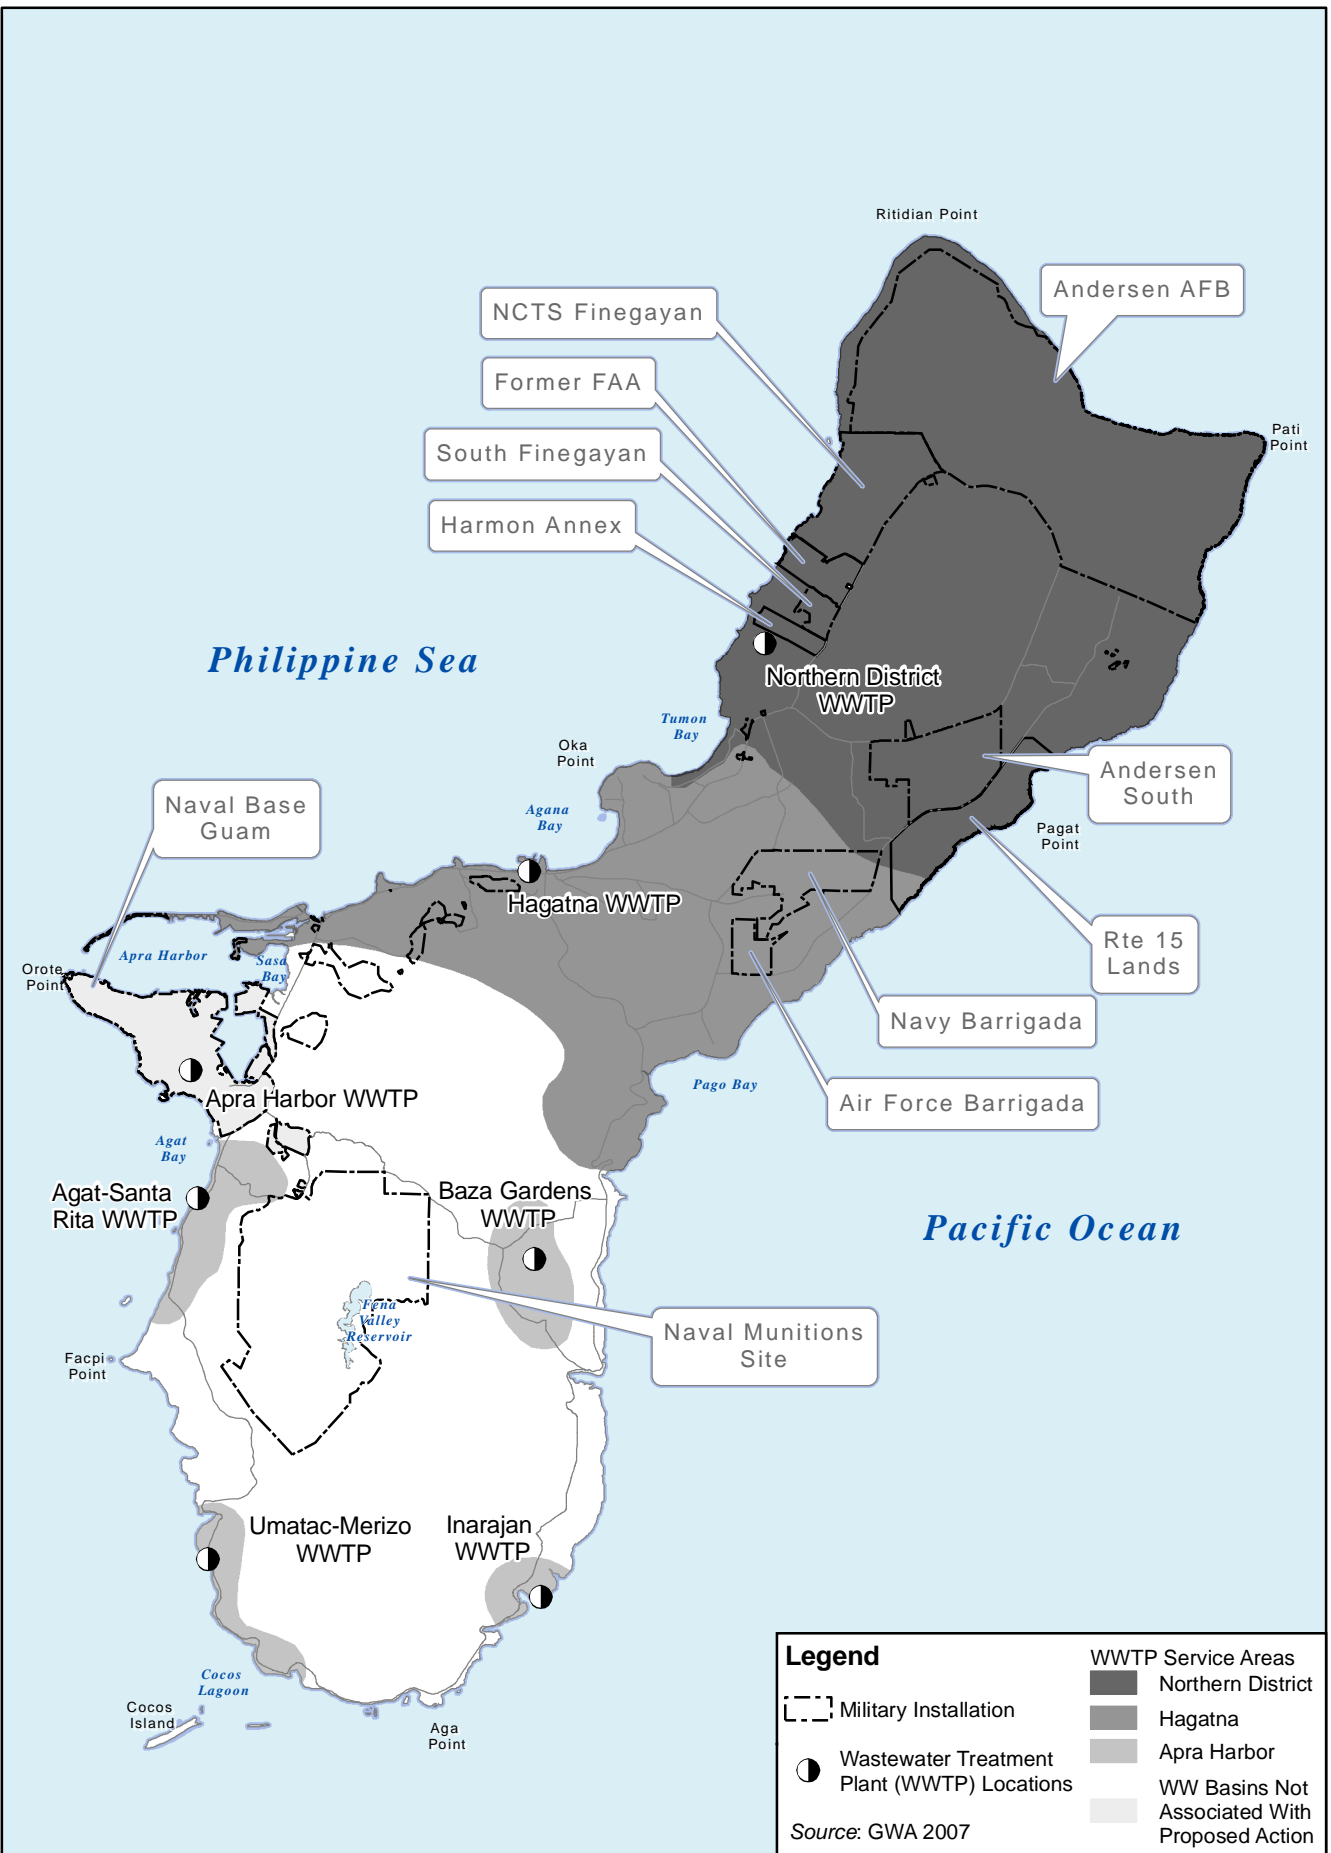 Ritidian Point
Andersen AFB
NCTS Finegayan
Former FAA
Pati
Point
South Finegayan
Harmon Annex
Philippine Sea
Northern District
WWTP
Tumon
Bay
Oka
Point
Andersen
South
Naval Base
Guam
Agana
Bay
Pagat
Point
Hagatna WWTP
Rte 15
Lands
Apra Harbor
Sasa
Bay
Orote
Point
Navy Barrigada
Pago Bay
Apra Harbor WWTP
Air Force Barrigada
Agat
Bay
Agat-Santa
Rita WWTP
Baza Gardens
WWTP
Pacific Ocean
Fena
Valley
Reservoir
Naval Munitions
Site
Facpi
Point
Umatac-Merizo
WWTP
Inarajan
WWTP
Cocos
Lagoon
Cocos
Island
Aga
Point
Legend
Military Installation
Wastewater Treatment
Plant (WWTP) Locations
Source: GWA 2007
WWTP Service Areas
Northern District
Hagatna
Apra Harbor
WW Basins Not
Associated With
Proposed Action